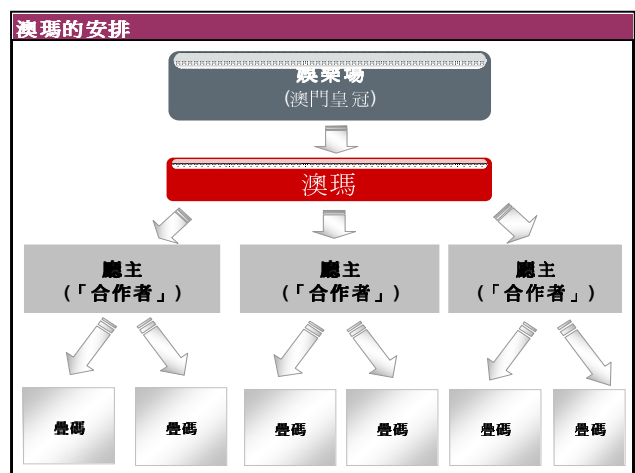 澳瑪的安排
娛樂場
(澳門皇冠)
澳瑪
廳主
(「合作者」)
廳主
(「合作者」)
廳主
(「合作者」)
疊碼
疊碼
疊碼
疊碼
疊碼
疊碼